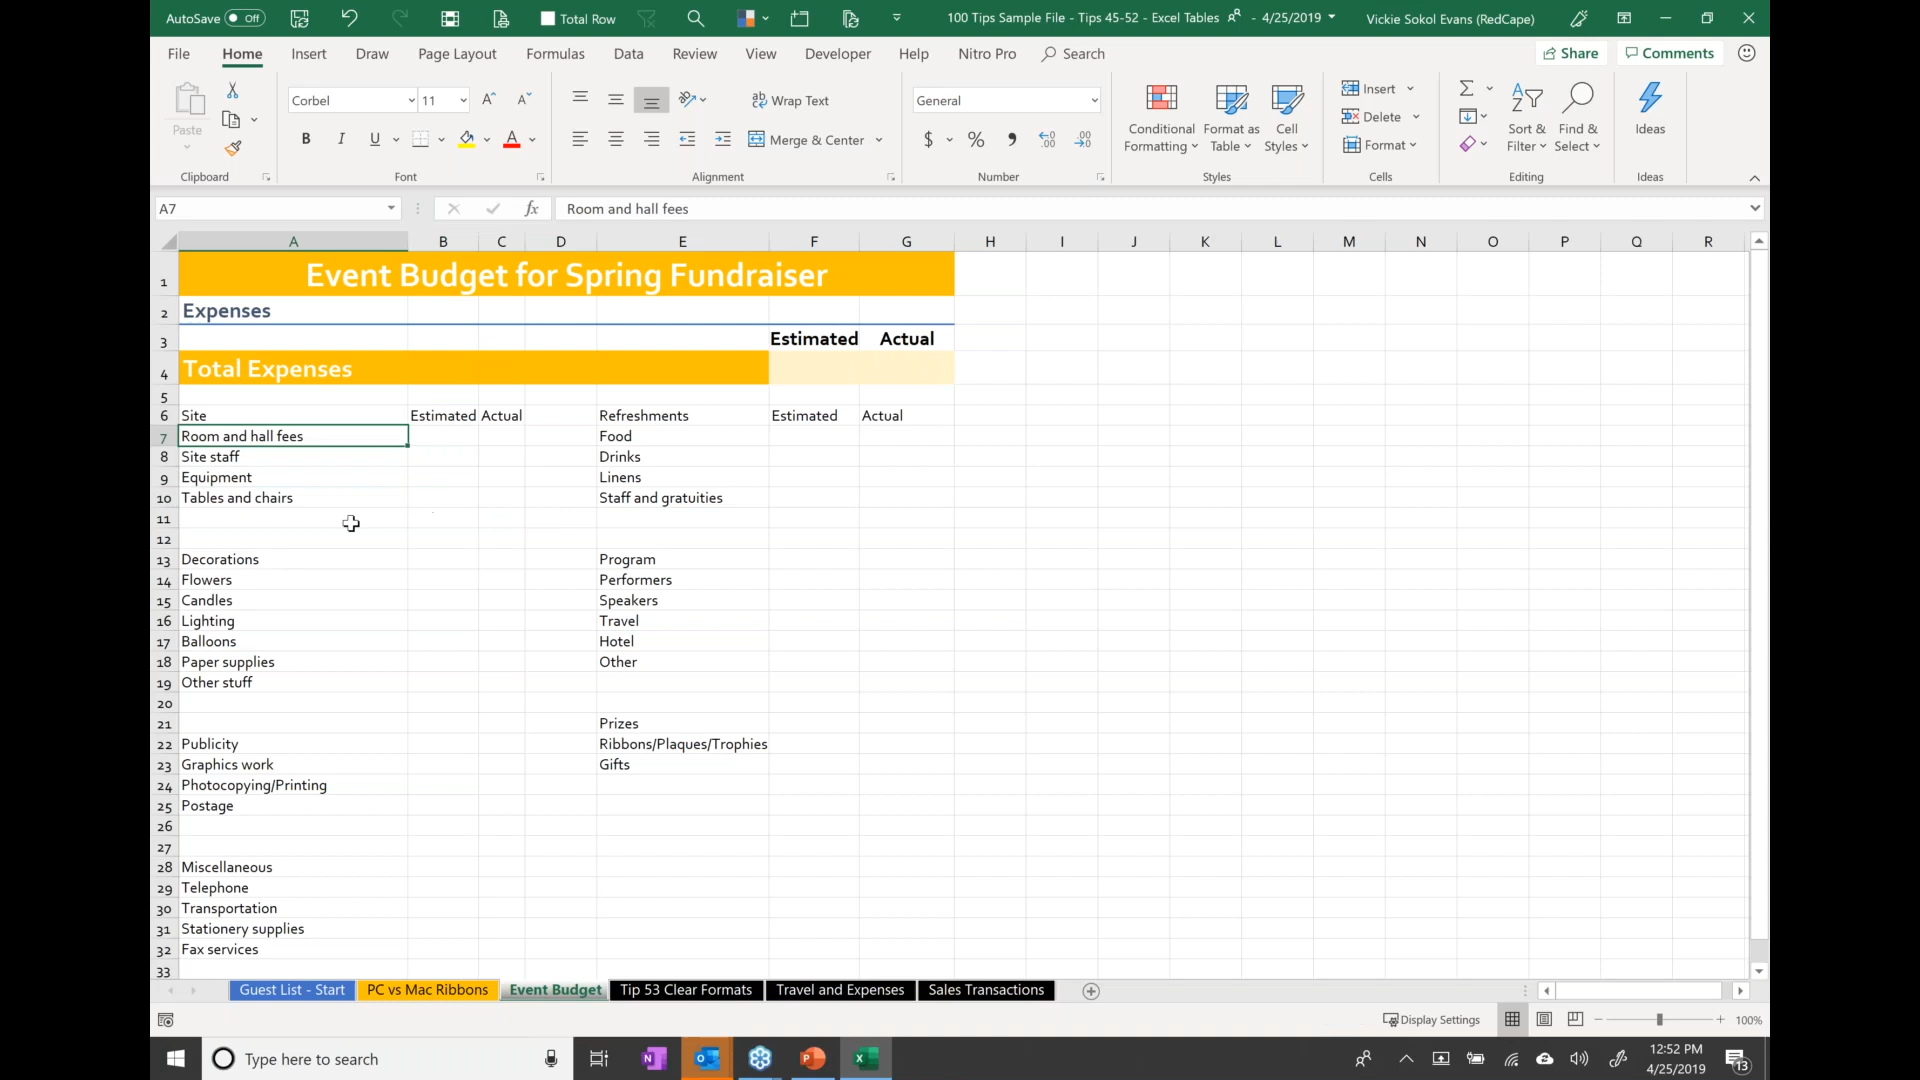 AutoSave Off Total Row 100 Tips Sample File - Tips 45-52 - Excel Tables - 4/25/2019 Vickie Sokol Evans (RedCape)
File Home Insert Draw Page Layout Formulas Data Review View Developer Help Nitro Pro Search Share Comments
Corbel 11 A A ab Wrap Text General Insert Σ
Paste Conditional Format as Cell Delete Sort & Find & Ideas
B I U A Merge & Center $ % , .00 Formatting Table Styles Format Filter Select
Clipboard Font Alignment Number Styles Cells Editing Ideas
A7 fx Room and hall fees
A B C D E F G H I J K L M N O P Q R
1 Event Budget for Spring Fundraiser
2 Expenses
3 Estimated Actual
4 Total Expenses
5
6 Site Estimated Actual Refreshments Estimated Actual
7 Room and hall fees Food
8 Site staff Drinks
9 Equipment Linens
10 Tables and chairs Staff and gratuities
11
12
13 Decorations Program
14 Flowers Performers
15 Candles Speakers
16 Lighting Travel
17 Balloons Hotel
18 Paper supplies Other
19 Other stuff
20
21 Prizes
22 Publicity Ribbons/Plaques/Trophies
23 Graphics work Gifts
24 Photocopying/Printing
25 Postage
26
27
28 Miscellaneous
29 Telephone
30 Transportation
31 Stationery supplies
32 Fax services
33
Guest List - Start PC vs Mac Ribbons Event Budget Tip 53 Clear Formats Travel and Expenses Sales Transactions
Display Settings 100%
Type here to search 12:52 PM
4/25/2019 13